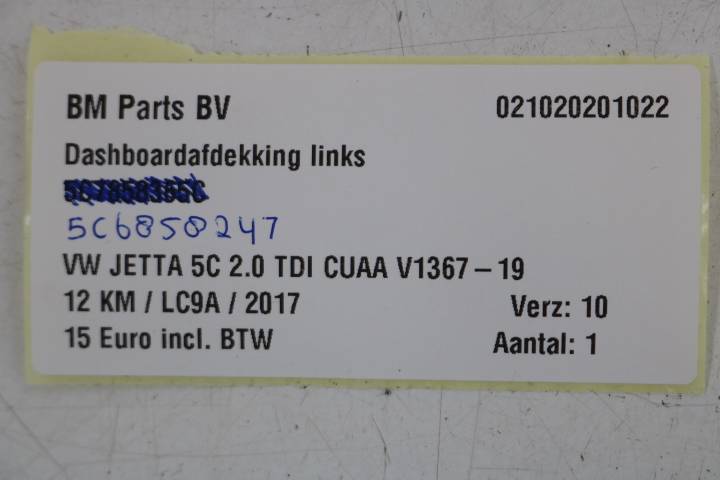 BM Parts BV 021020201022
Dashboardafdekking links
5C6858247
VW JETTA 5C 2.0 TDI CUAA V1367 – 19
12 KM / LC9A / 2017 Verz: 10
15 Euro incl. BTW Aantal: 1